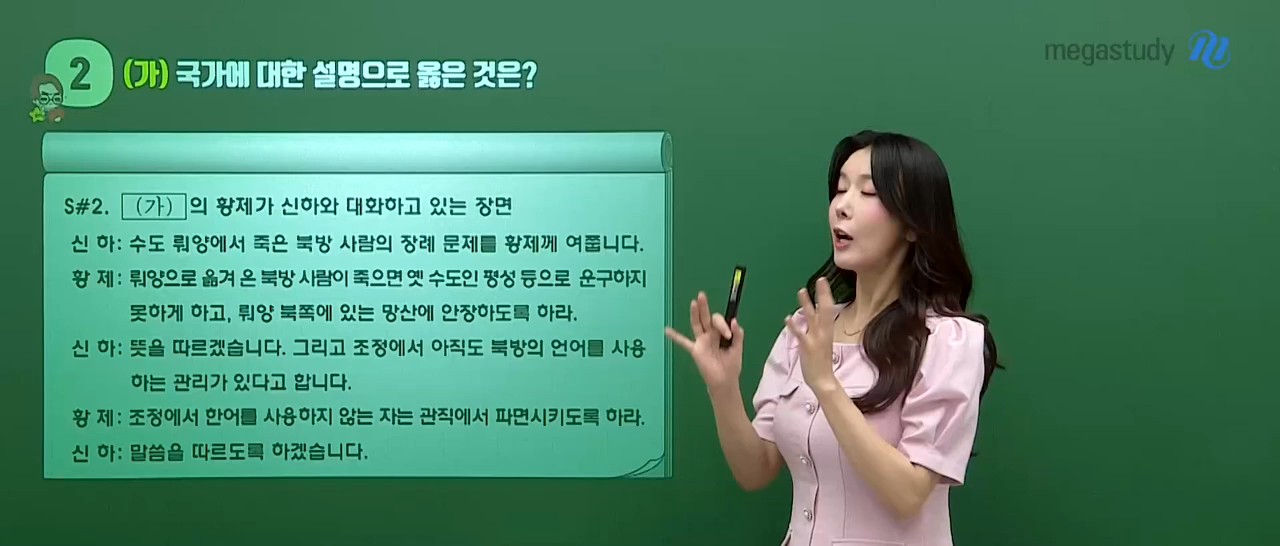 megastudy
2 (가) 국가에 대한 설명으로 옳은 것은?
S#2. (가) 의 황제가 신하와 대화하고 있는 장면
신 하: 수도 뤄양에서 죽은 북방 사람의 장례 문제를 황제께 여쭙니다.
황 제: 뤄양으로 옮겨 온 북방 사람이 죽으면 옛 수도인 평성 등으로 운구하지
못하게 하고, 뤄양 북쪽에 있는 망산에 안장하도록 하라.
신 하: 뜻을 따르겠습니다. 그리고 조정에서 아직도 북방의 언어를 사용
하는 관리가 있다고 합니다.
황 제: 조정에서 한어를 사용하지 않는 자는 관직에서 파면시키도록 하라.
신 하: 말씀을 따르도록 하겠습니다.